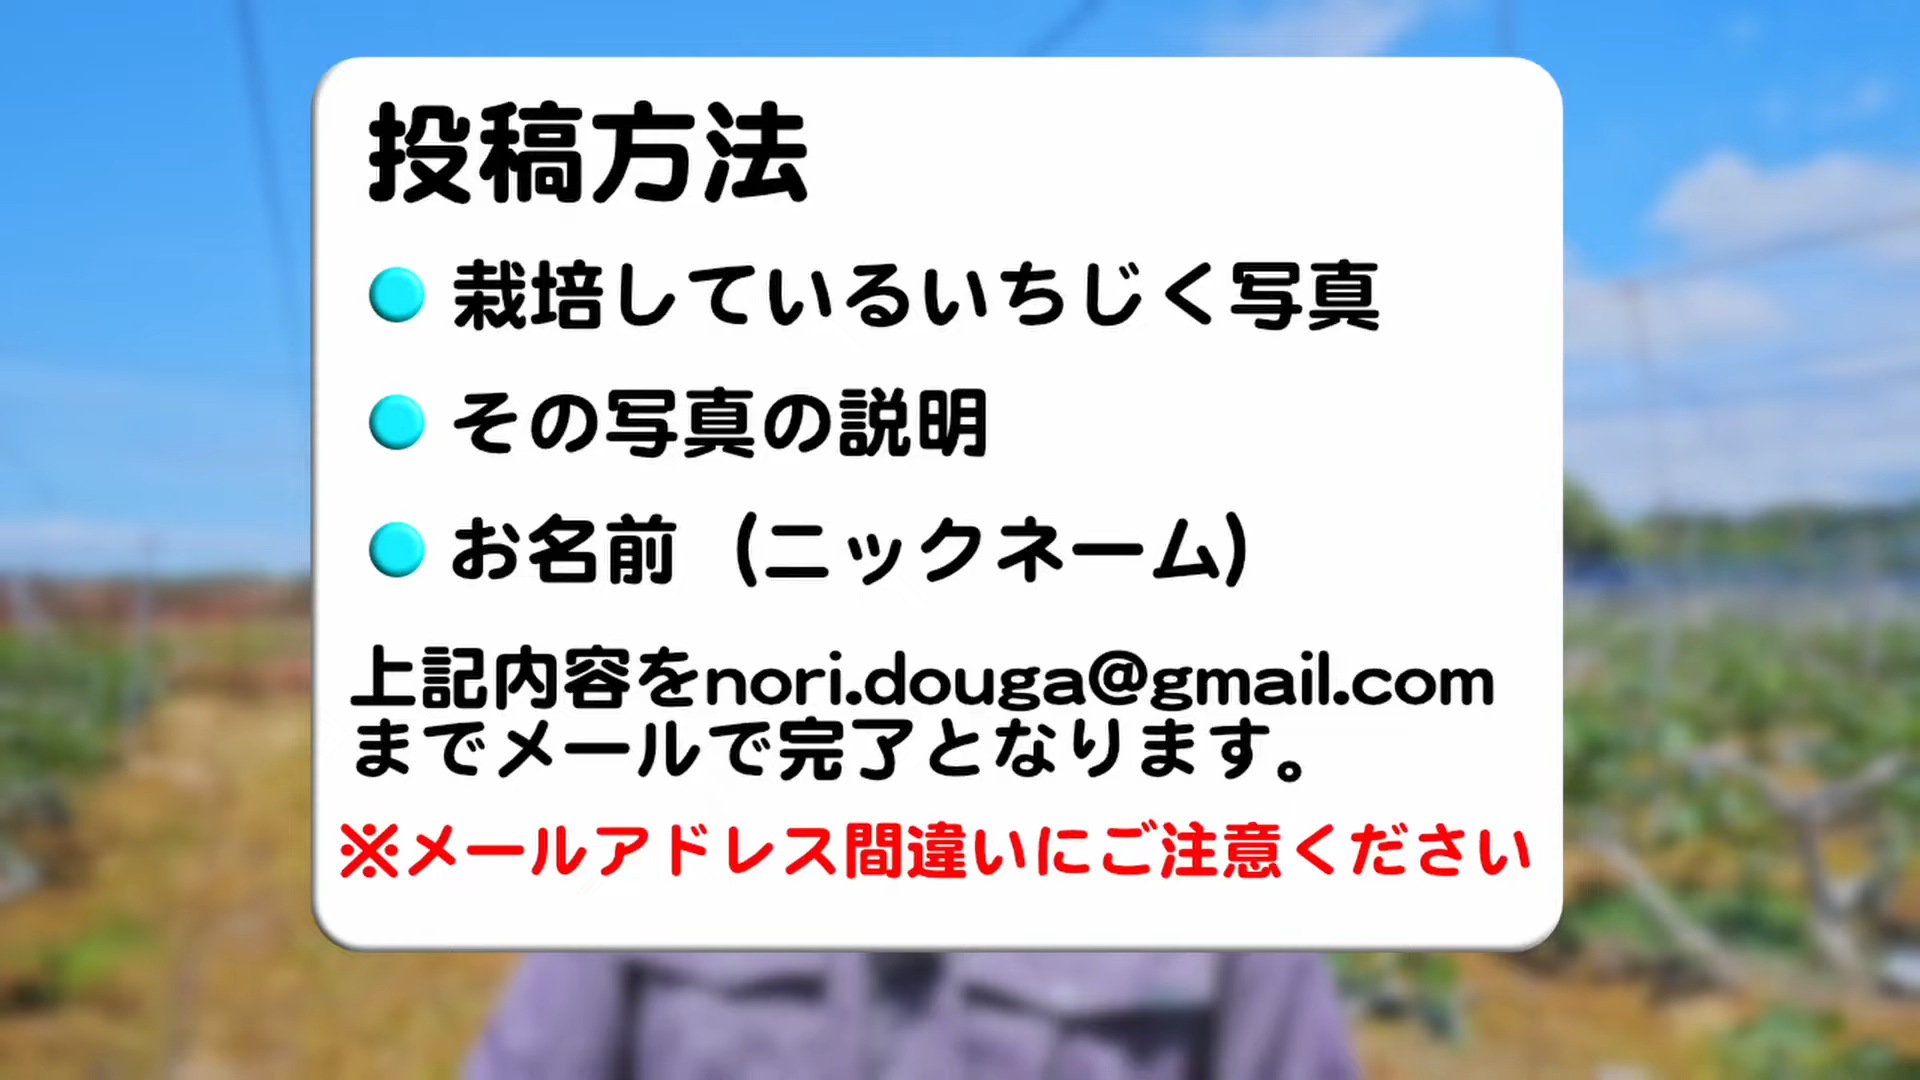 投稿方法
栽培しているいちじく写真
その写真の説明
お名前 (ニックネーム)
上記内容をnori.douga@gmail.com
までメールで完了となります。
※メールアドレス間違いにご注意ください